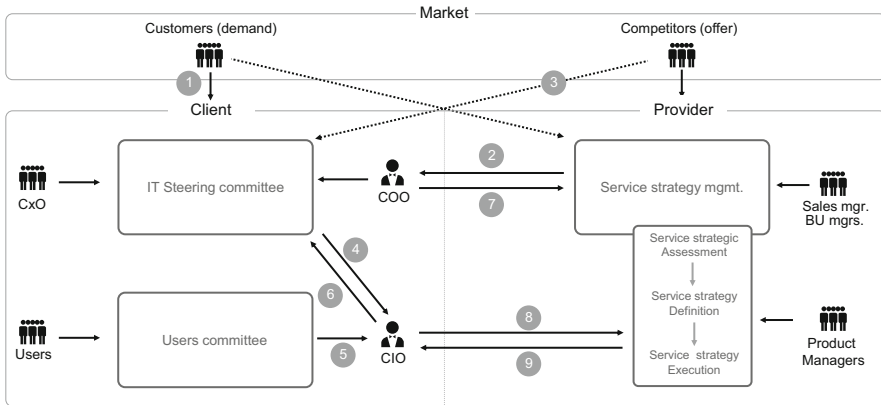 Market
Customers (demand)
Competitors (offer)
1
3
Client
Provider
2
IT Steering committee
COO
Service strategy mgmt.
CxO
7
Sales mgr.
BU mgrs.
4
Service strategic
Assessment
6
Service strategy
Definition
8
Users committee
Users
5
CIO
9
Service strategy
Execution
Product
Managers